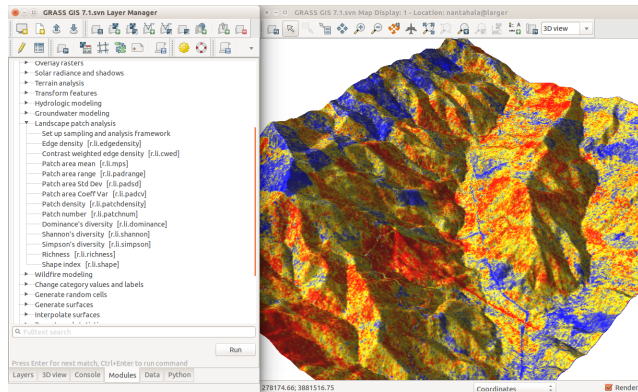 GRASS GIS 7.1.svn Layer Manager
GRASS GIS 7.1.svn Map Display: 1 - Location: nantahala@larger
3D view
Overlay rasters
Solar radiance and shadows
Terrain analysis
Transform features
Hydrologic modeling
Groundwater modeling
Landscape patch analysis
Set up sampling and analysis framework
Edge density [r.li.edgedensity]
Contrast weighted edge density [r.li.cwed]
Patch area mean [r.li.mps]
Patch area range [r.li.padrange]
Patch area Std Dev [r.li.padsd]
Patch area Coeff Var [r.li.padcv]
Patch density [r.li.patchdensity]
Patch number [r.li.patchnum]
Dominance's diversity [r.li.dominance]
Shannon's diversity [r.li.shannon]
Simpson's diversity [r.li.simpson]
Richness [r.li.richness]
Shape index [r.li.shape]
Wildfire modeling
Change category values and labels
Generate random cells
Generate surfaces
Interpolate surfaces
Fulltext search
Run
Press Enter for next match, Ctrl+Enter to run command
Layers 3D view Console Modules Data Python
278174.66; 3881516.75
Coordinates
Render